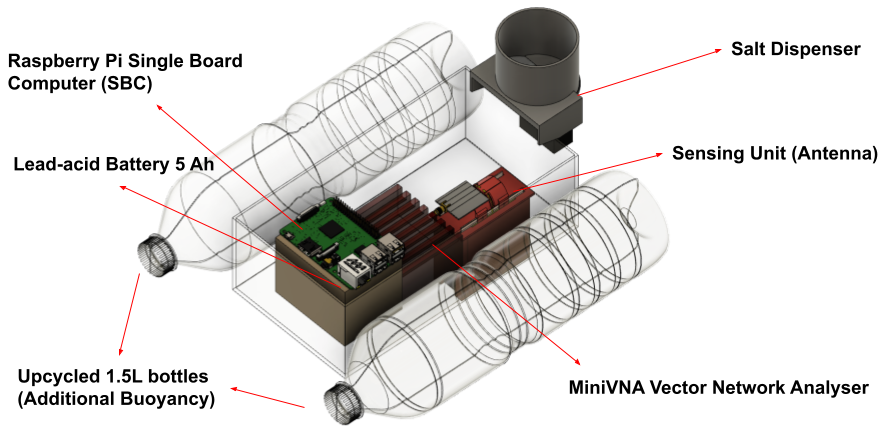 Raspberry Pi Single Board
Computer (SBC)
Salt Dispenser
Lead-acid Battery 5 Ah
Sensing Unit (Antenna)
Upcycled 1.5L bottles
(Additional Buoyancy)
MiniVNA Vector Network Analyser